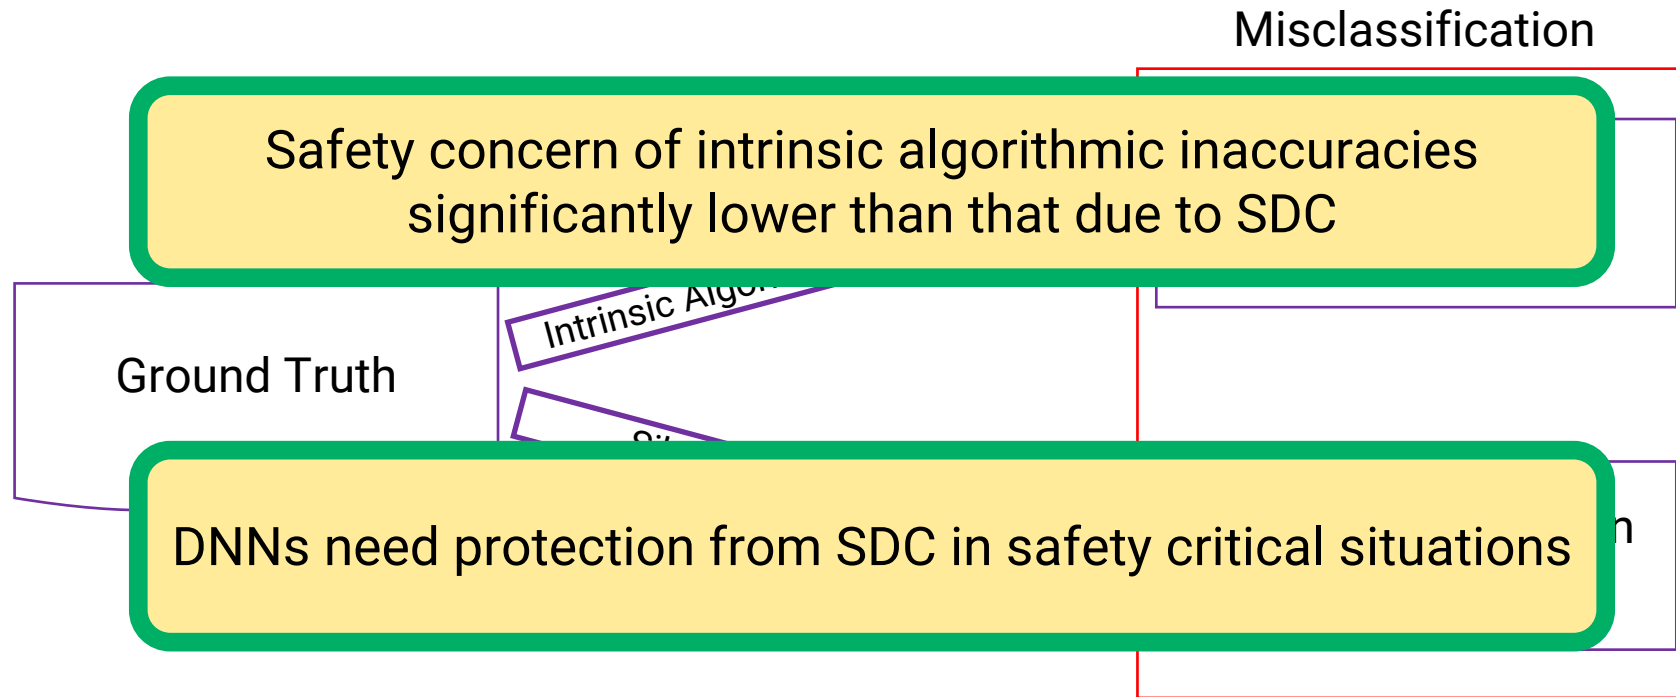 Misclassification
Safety concern of intrinsic algorithmic inaccuracies
significantly lower than that due to SDC
Intrinsic
Ground Truth
DNNs need protection from SDC in safety critical situations